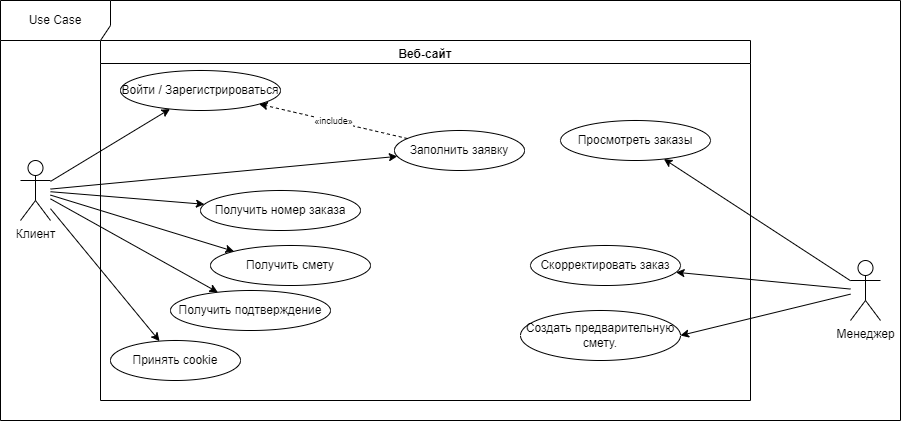 Use Case
Веб-сайт
Войти / Зарегистрироваться
«include»
Заполнить заявку
Просмотреть заказы
Получить номер заказа
Клиент
Получить смету
Скорректировать заказ
Получить подтверждение
Создать предварительную
смету.
Менеджер
Принять cookie